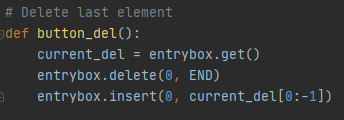 # Delete last element
def button_del():
    current_del = entrybox.get()
    entrybox.delete(0, END)
    entrybox.insert(0, current_del[0:-1])